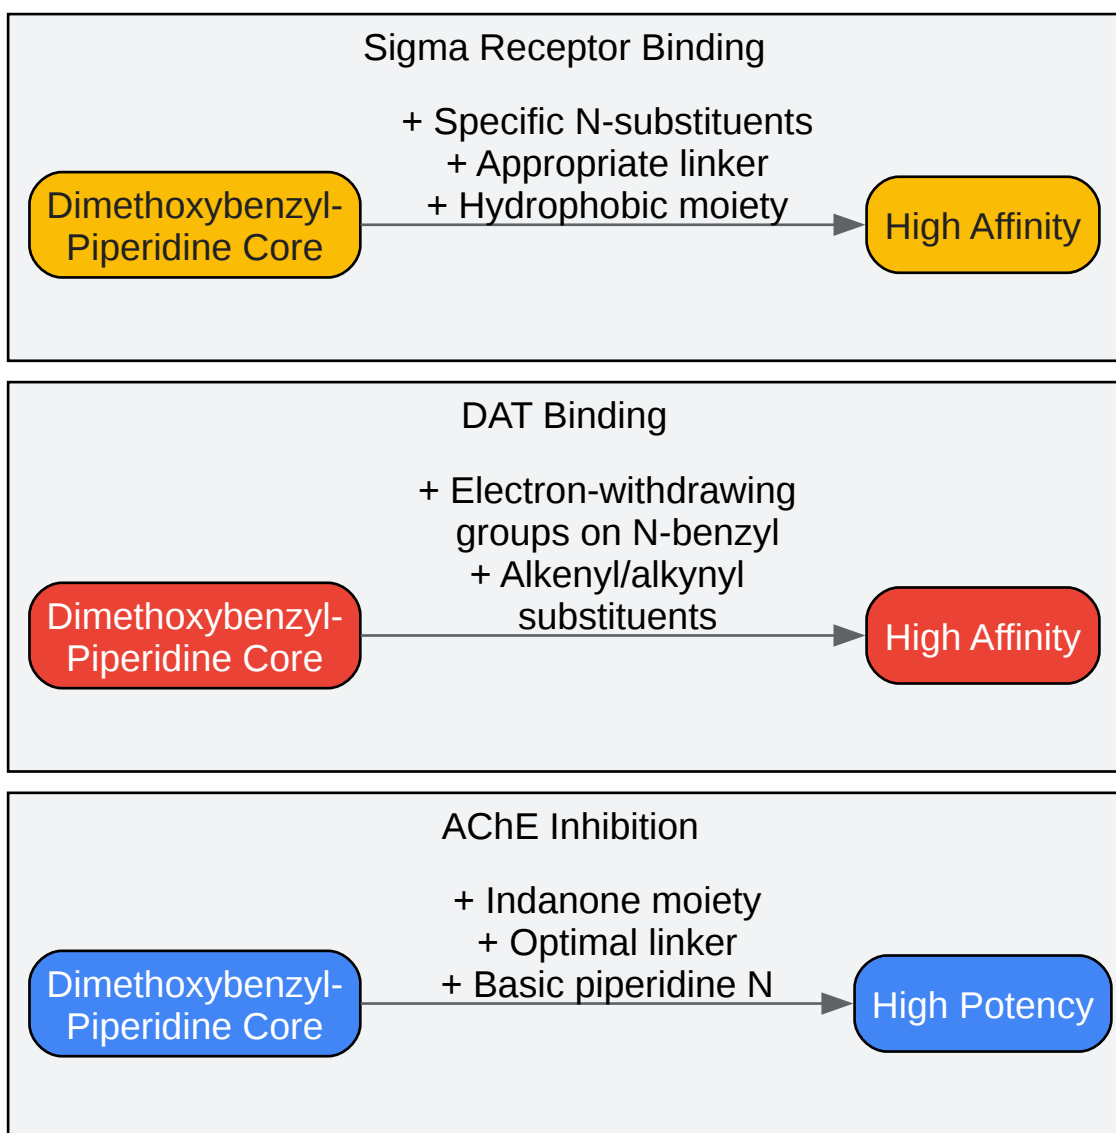 Sigma Receptor Binding
+ Specific N-substituents
+ Appropriate linker
+ Hydrophobic moiety
Dimethoxybenzyl-
Piperidine Core
High Affinity
DAT Binding
+ Electron-withdrawing
groups on N-benzyl
+ Alkenyl/alkynyl
substituents
Dimethoxybenzyl-
Piperidine Core
High Affinity
AChE Inhibition
+ Indanone moiety
+ Optimal linker
+ Basic piperidine N
Dimethoxybenzyl-
Piperidine Core
High Potency